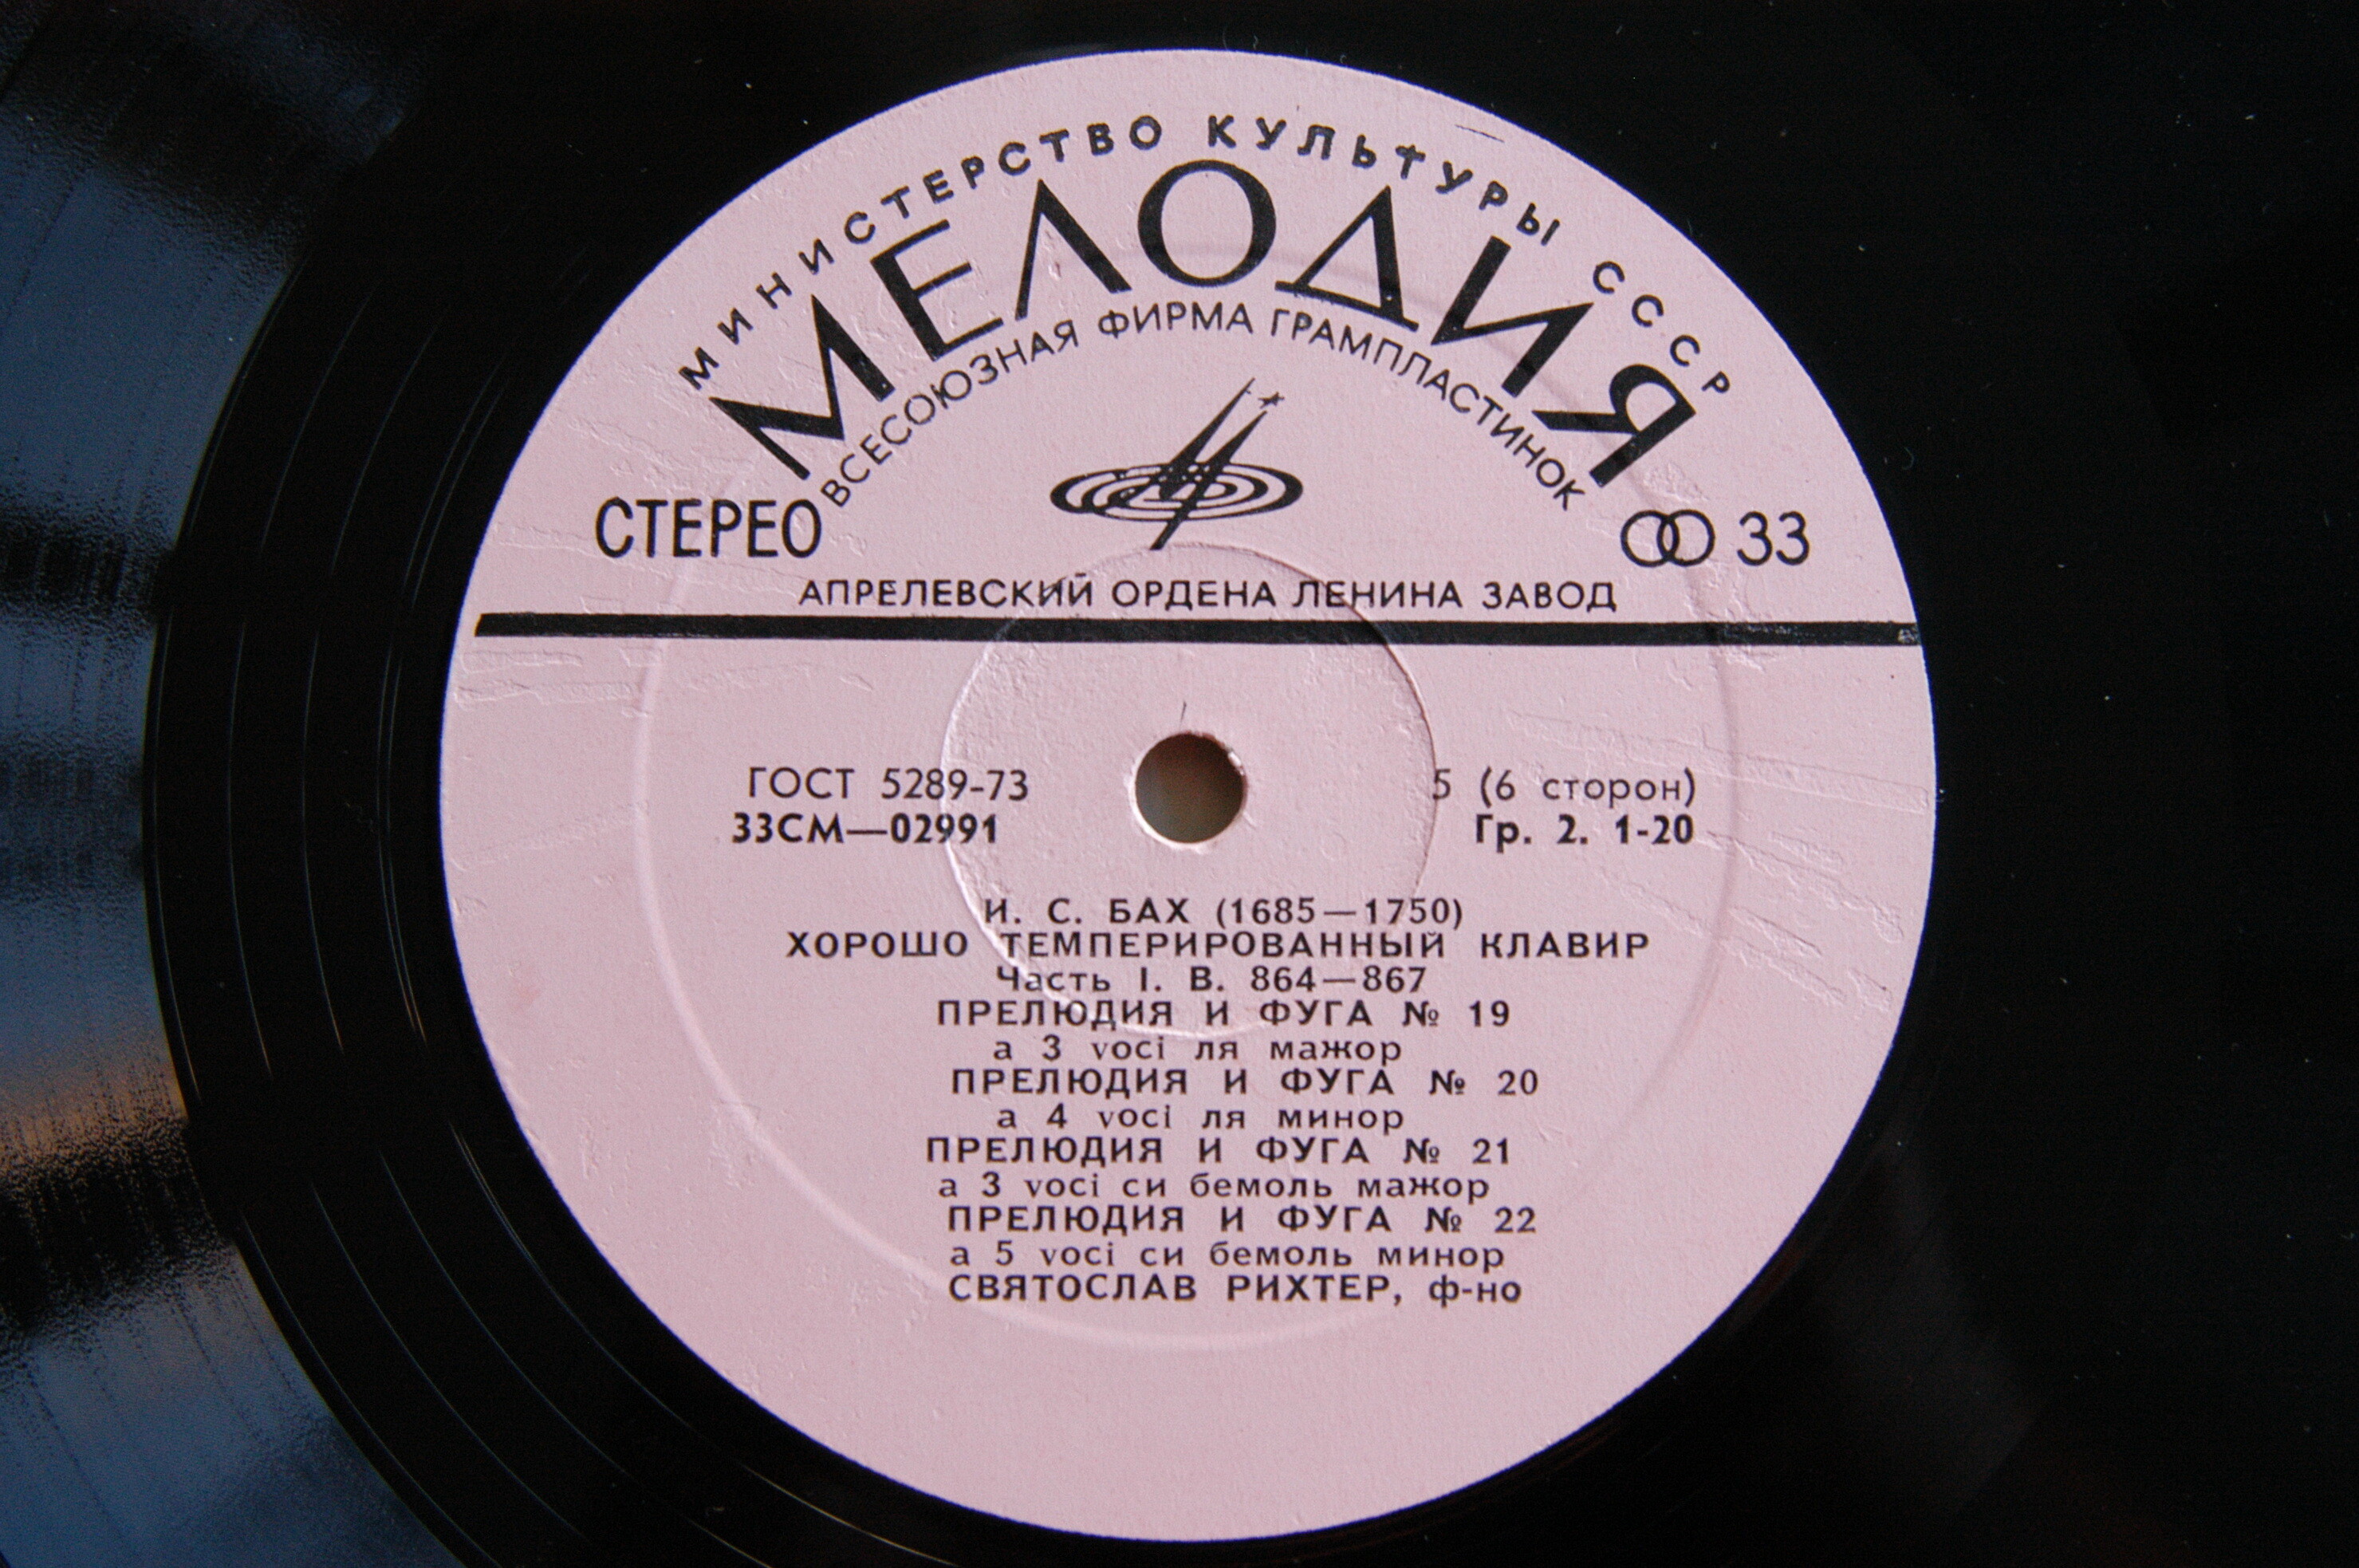 МИНИСТЕРСТВО КУЛЬТУРЫ СССР
МЕЛОДИЯ
ВСЕСОЮЗНАЯ ФИРМА ГРАМПЛАСТИНОК
СТЕРЕО 33
АПРЕЛЕВСКИЙ ОРДЕНА ЛЕНИНА ЗАВОД
ГОСТ 5289-73 5 (6 сторон)
33СМ—02991 Гр. 2. 1-20
И. С. БАХ (1685—1750)
ХОРОШО ТЕМПЕРИРОВАННЫЙ КЛАВИР
Часть I. В. 864—867
ПРЕЛЮДИЯ И ФУГА № 19
a 3 voci ля мажор
ПРЕЛЮДИЯ И ФУГА № 20
a 4 voci ля минор
ПРЕЛЮДИЯ И ФУГА № 21
a 3 voci си бемоль мажор
ПРЕЛЮДИЯ И ФУГА № 22
a 5 voci си бемоль минор
СВЯТОСЛАВ РИХТЕР, ф-но